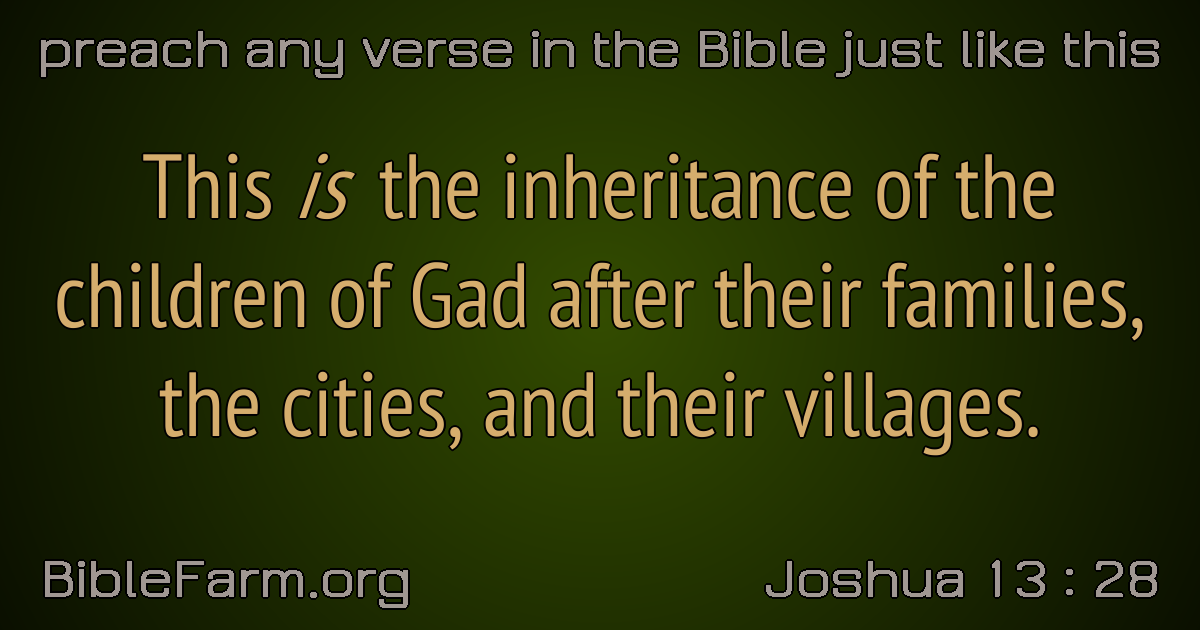 preach any verse in the Bible just like this
This is the inheritance of the
children of Gad after their families,
the cities, and their villages.
BibleFarm.org
Joshua 13 : 28